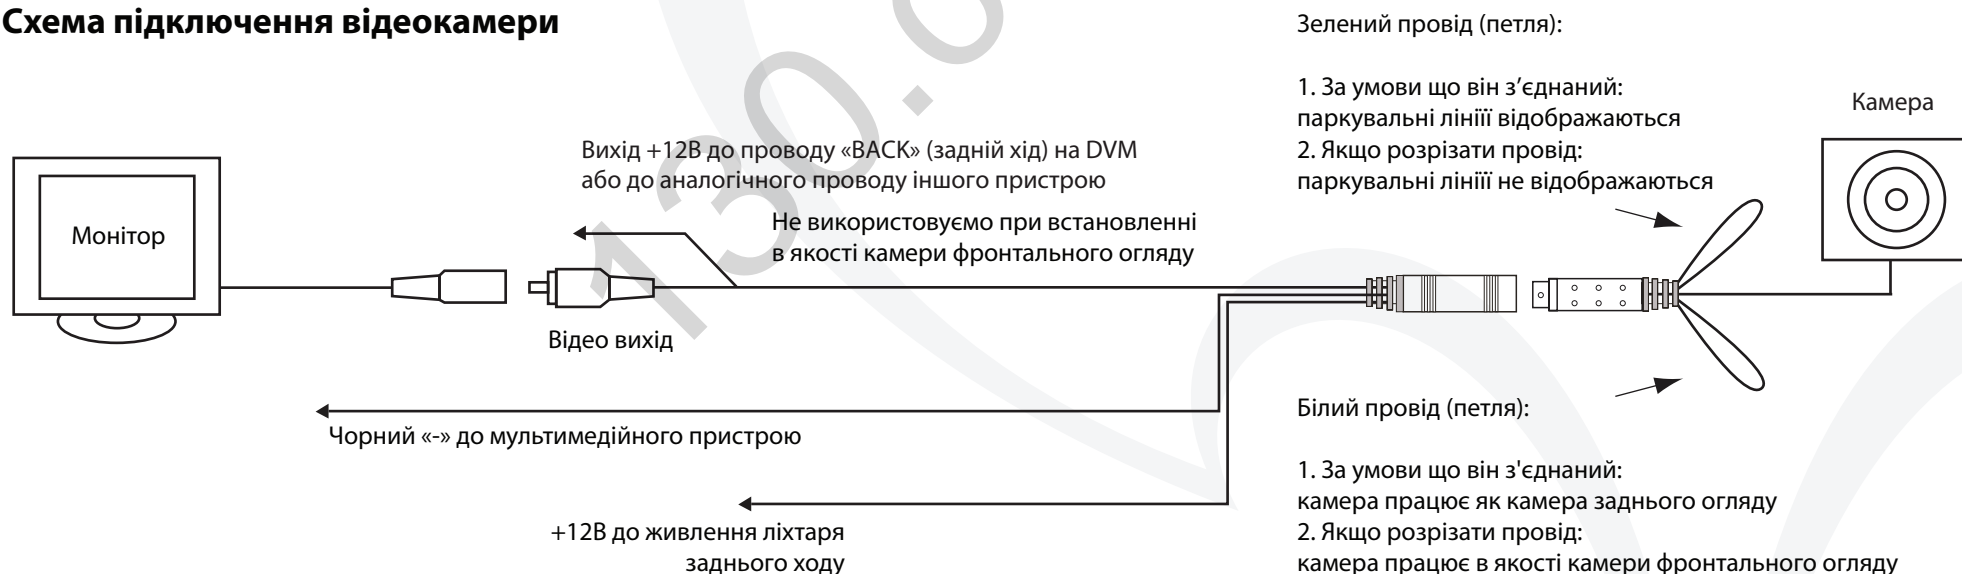 Схема підключення відеокамери
Зелений провід (петля):
1. За умови що він з’єднаний:
паркувальні лініїї відображаються
2. Якщо розрізати провід:
паркувальні лініїї не відображаються
Камера
Вихід +12В до проводу «BACK» (задній хід) на DVM
або до аналогічного проводу іншого пристрою
Не використовуємо при встановленні
в якості камери фронтального огляду
Монітор
Відео вихід
Чорний «-» до мультимедійного пристрою
+12В до живлення ліхтаря
заднього ходу
Білий провід (петля):
1. За умови що він з'єднаний:
камера працює як камера заднього огляду
2. Якщо розрізати провід:
камера працює в якості камери фронтального огляду
130.